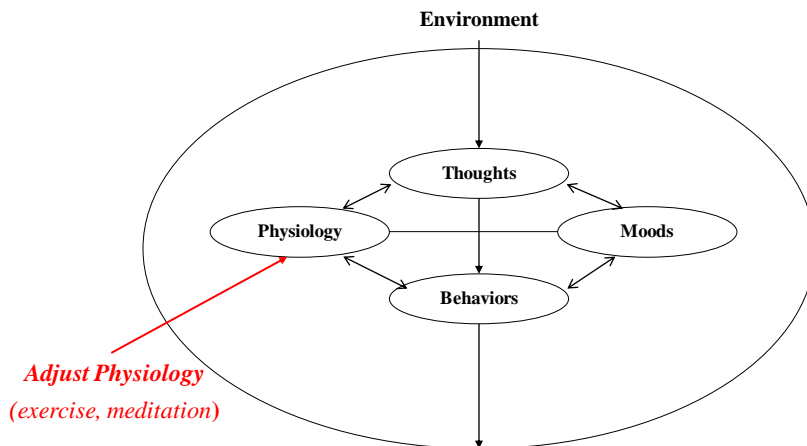 Environment
Thoughts
Physiology
Moods
Behaviors
Adjust Physiology
(exercise, meditation)